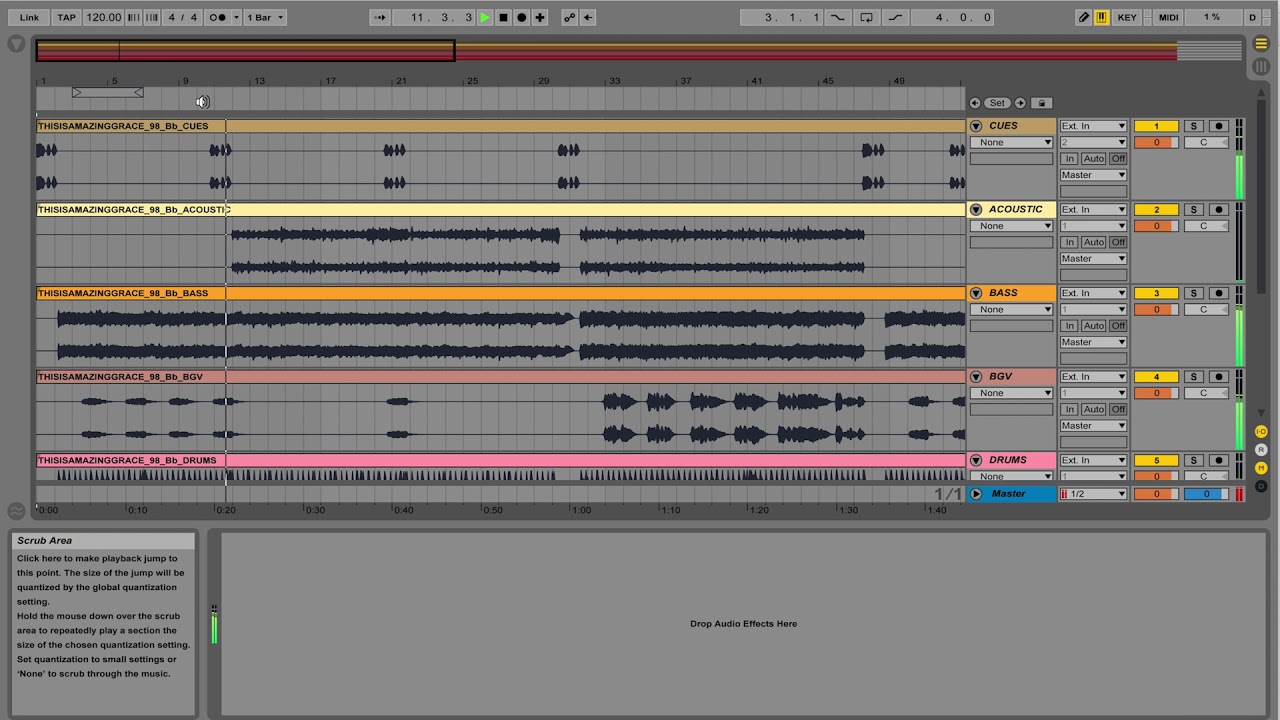 Link TAP 120.00 4 / 4 1 Bar 11. 3. 3 3. 1. 1 4. 0. 0 KEY MIDI 1 % D
1 5 9 13 17 21 25 29 33 37 41 45 49
Set
THISISAMAZINGGRACE_98_Bb_CUES CUES Ext. In 1 S
None 2 0 C
In Auto Off
Master
THISISAMAZINGGRACE_98_Bb_ACOUSTIC ACOUSTIC Ext. In 2 S
None 1 0 C
In Auto Off
Master
THISISAMAZINGGRACE_98_Bb_BASS BASS Ext. In 3 S
None 1 0 C
In Auto Off
Master
THISISAMAZINGGRACE_98_Bb_BGV BGV Ext. In 4 S
None 1 0 C
In Auto Off
Master
THISISAMAZINGGRACE_98_Bb_DRUMS DRUMS Ext. In 5 S
None 1 0 C
1/1 Master 1/2 0 0
0:00 0:10 0:20 0:30 0:40 0:50 1:00 1:10 1:20 1:30 1:40
I·O
R
M
D
Scrub Area
Click here to make playback jump to
this point. The size of the jump will be
quantized by the global quantization
setting.
Hold the mouse down over the scrub
area to repeatedly play a section the
size of the chosen quantization setting.
Set quantization to small settings or
‘None’ to scrub through the music.
Drop Audio Effects Here